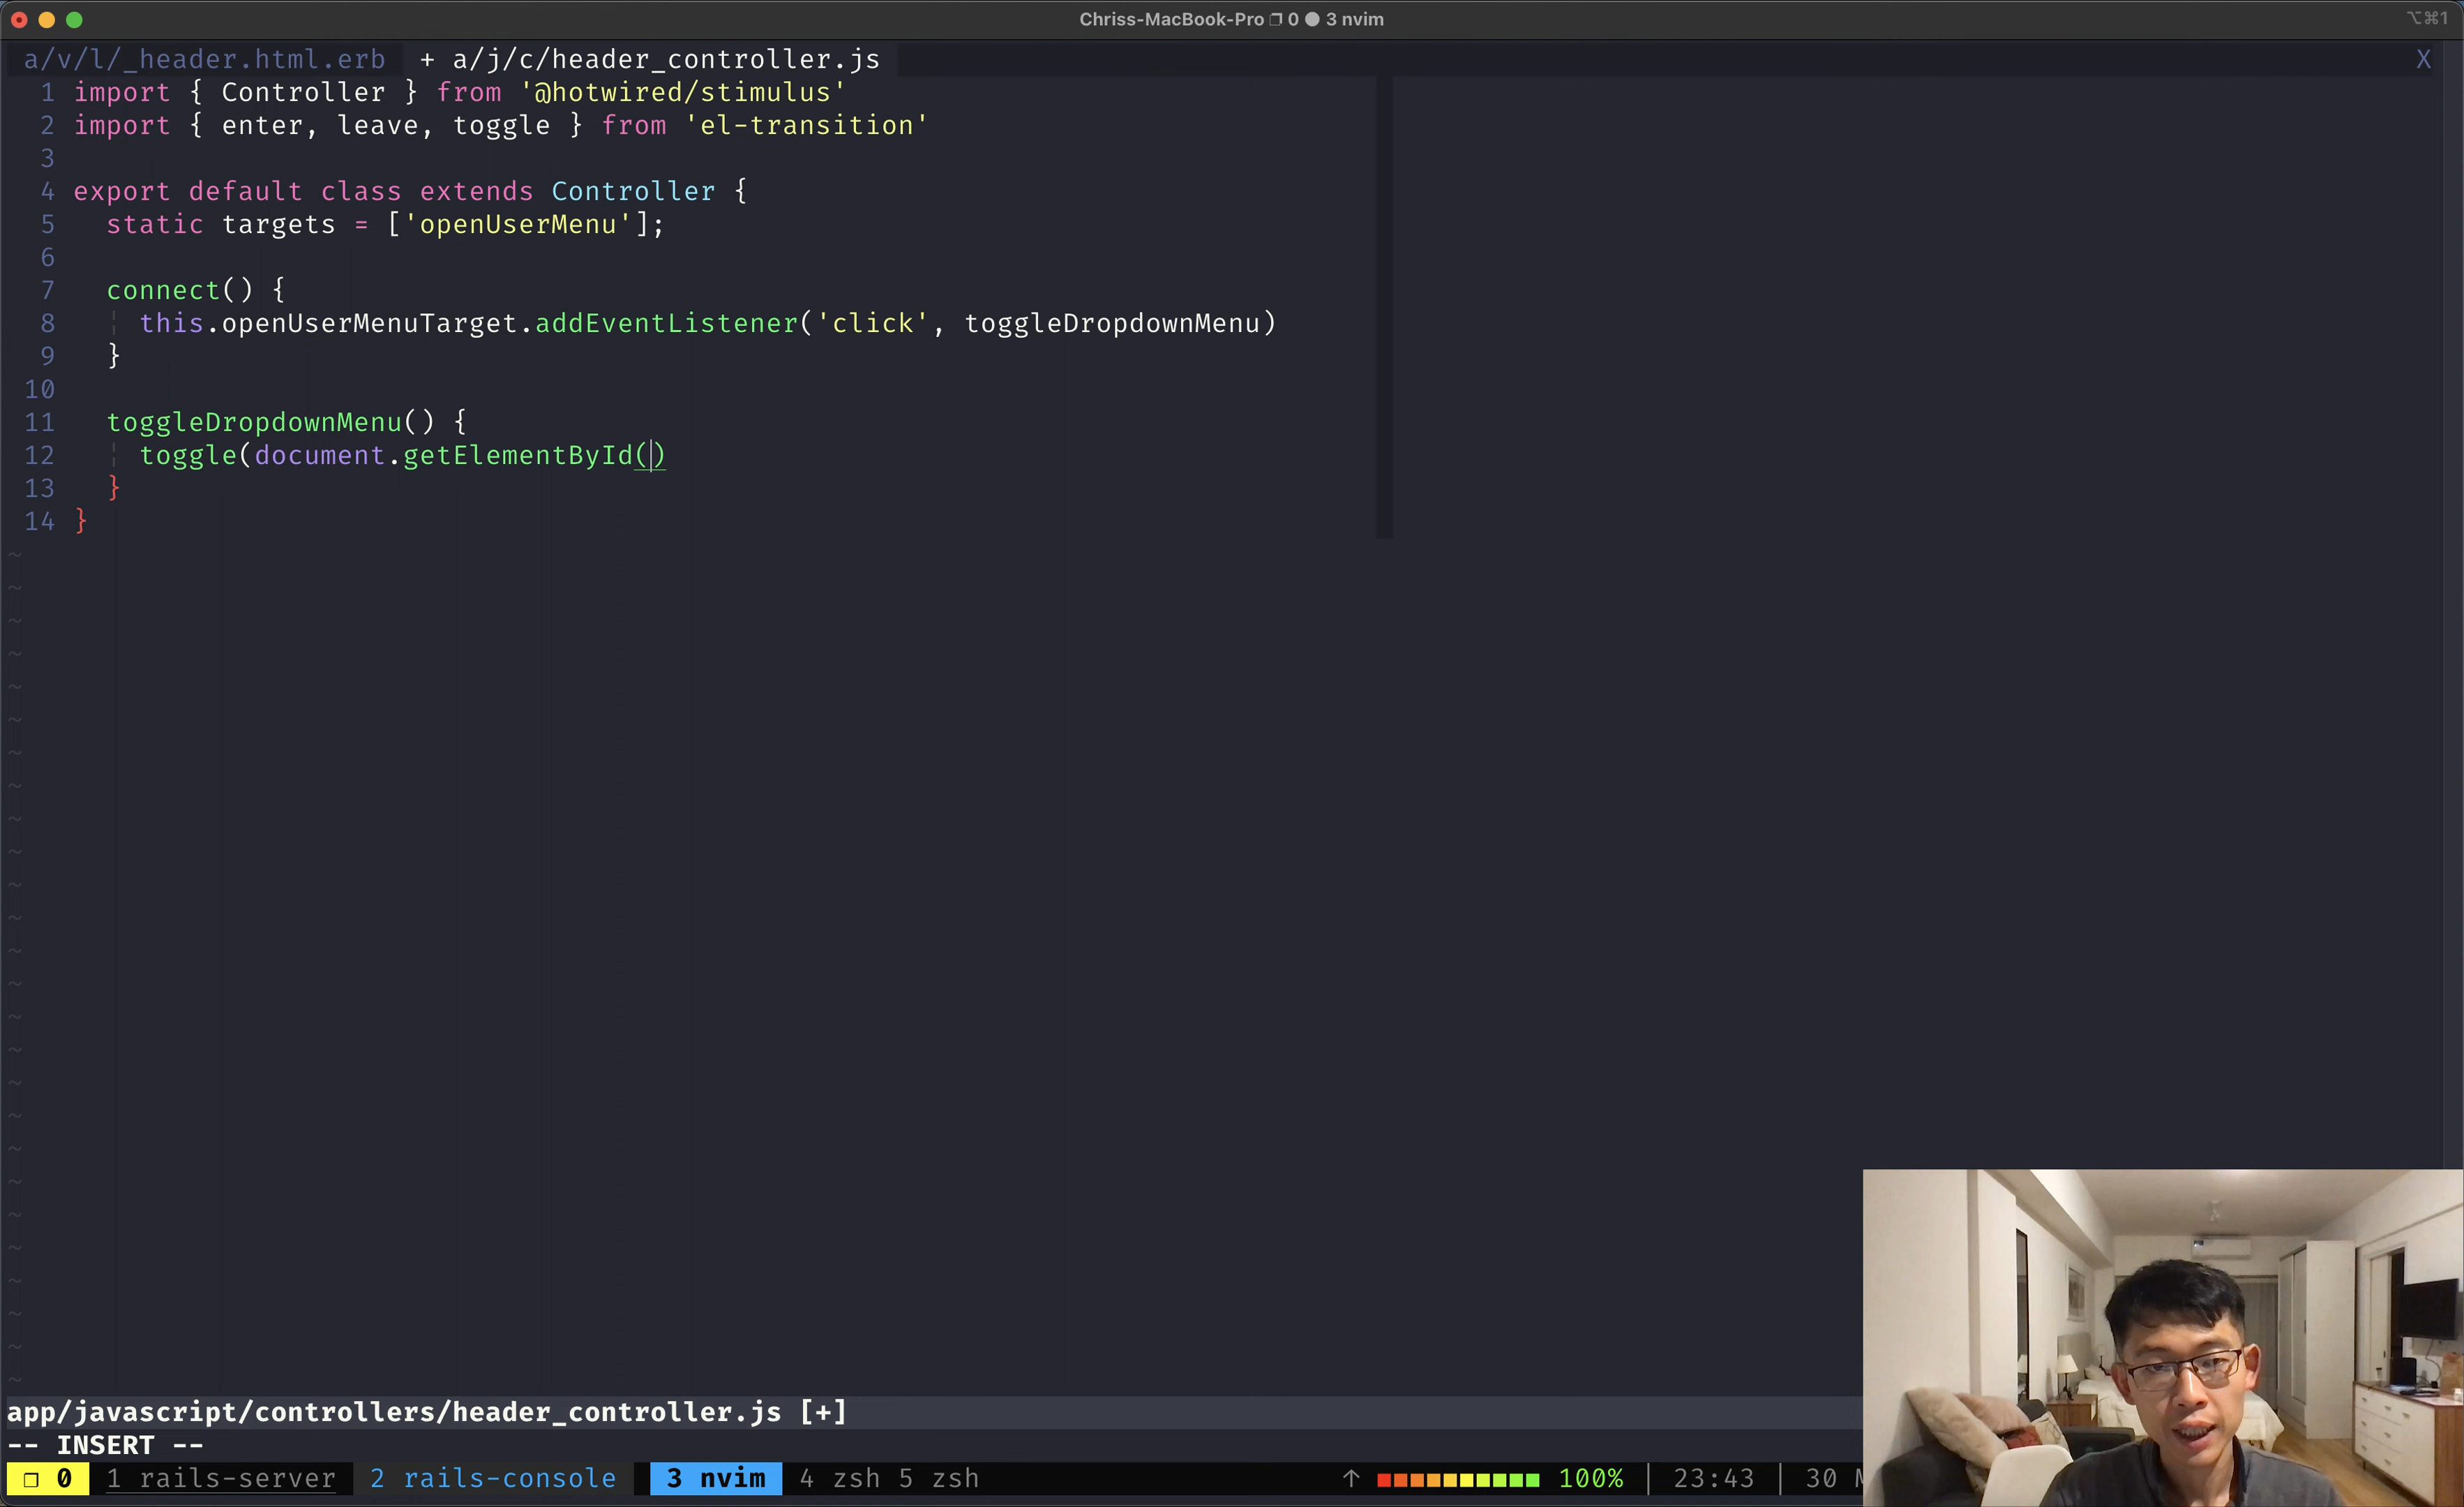 Chriss-MacBook-Pro ❐ 0 ● 3 nvim
⌥⌘1
a/v/l/_header.html.erb + a/j/c/header_controller.js X
1 import { Controller } from '@hotwired/stimulus'
2 import { enter, leave, toggle } from 'el-transition'
3
4 export default class extends Controller {
5 static targets = ['openUserMenu'];
6
7 connect() {
8 this.openUserMenuTarget.addEventListener('click', toggleDropdownMenu)
9 }
10
11 toggleDropdownMenu() {
12 toggle(document.getElementById()
13 }
14 }
app/javascript/controllers/header_controller.js [+]
-- INSERT --
❐ 0 1 rails-server 2 rails-console 3 nvim 4 zsh 5 zsh ↑ 100% | 23:43 | 30